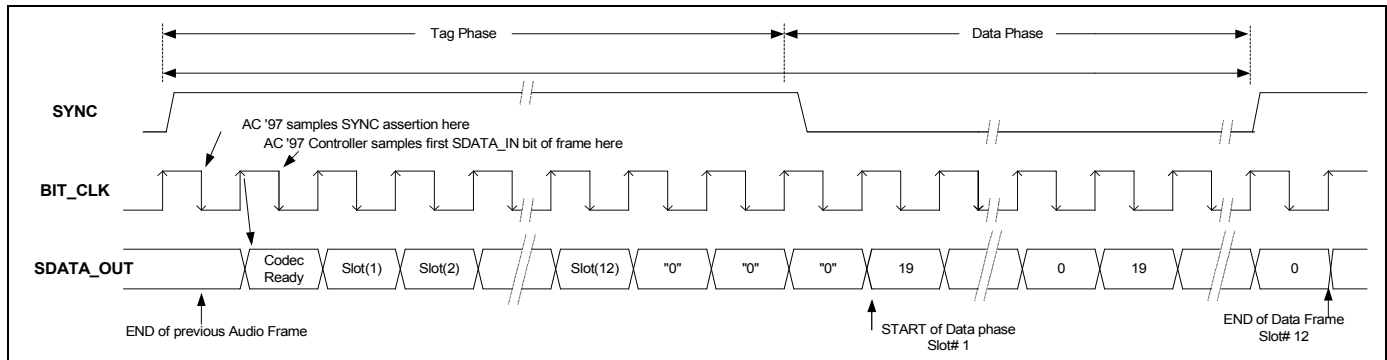 Tag Phase
Data Phase
SYNC
AC '97 samples SYNC assertion here
AC '97 Controller samples first SDATA_IN bit of frame here
BIT_CLK
SDATA_OUT
Codec
Ready
Slot(1)
Slot(2)
Slot(12)
"0"
"0"
"0"
19
0
19
0
END of previous Audio Frame
START of Data phase
Slot# 1
END of Data Frame
Slot# 12